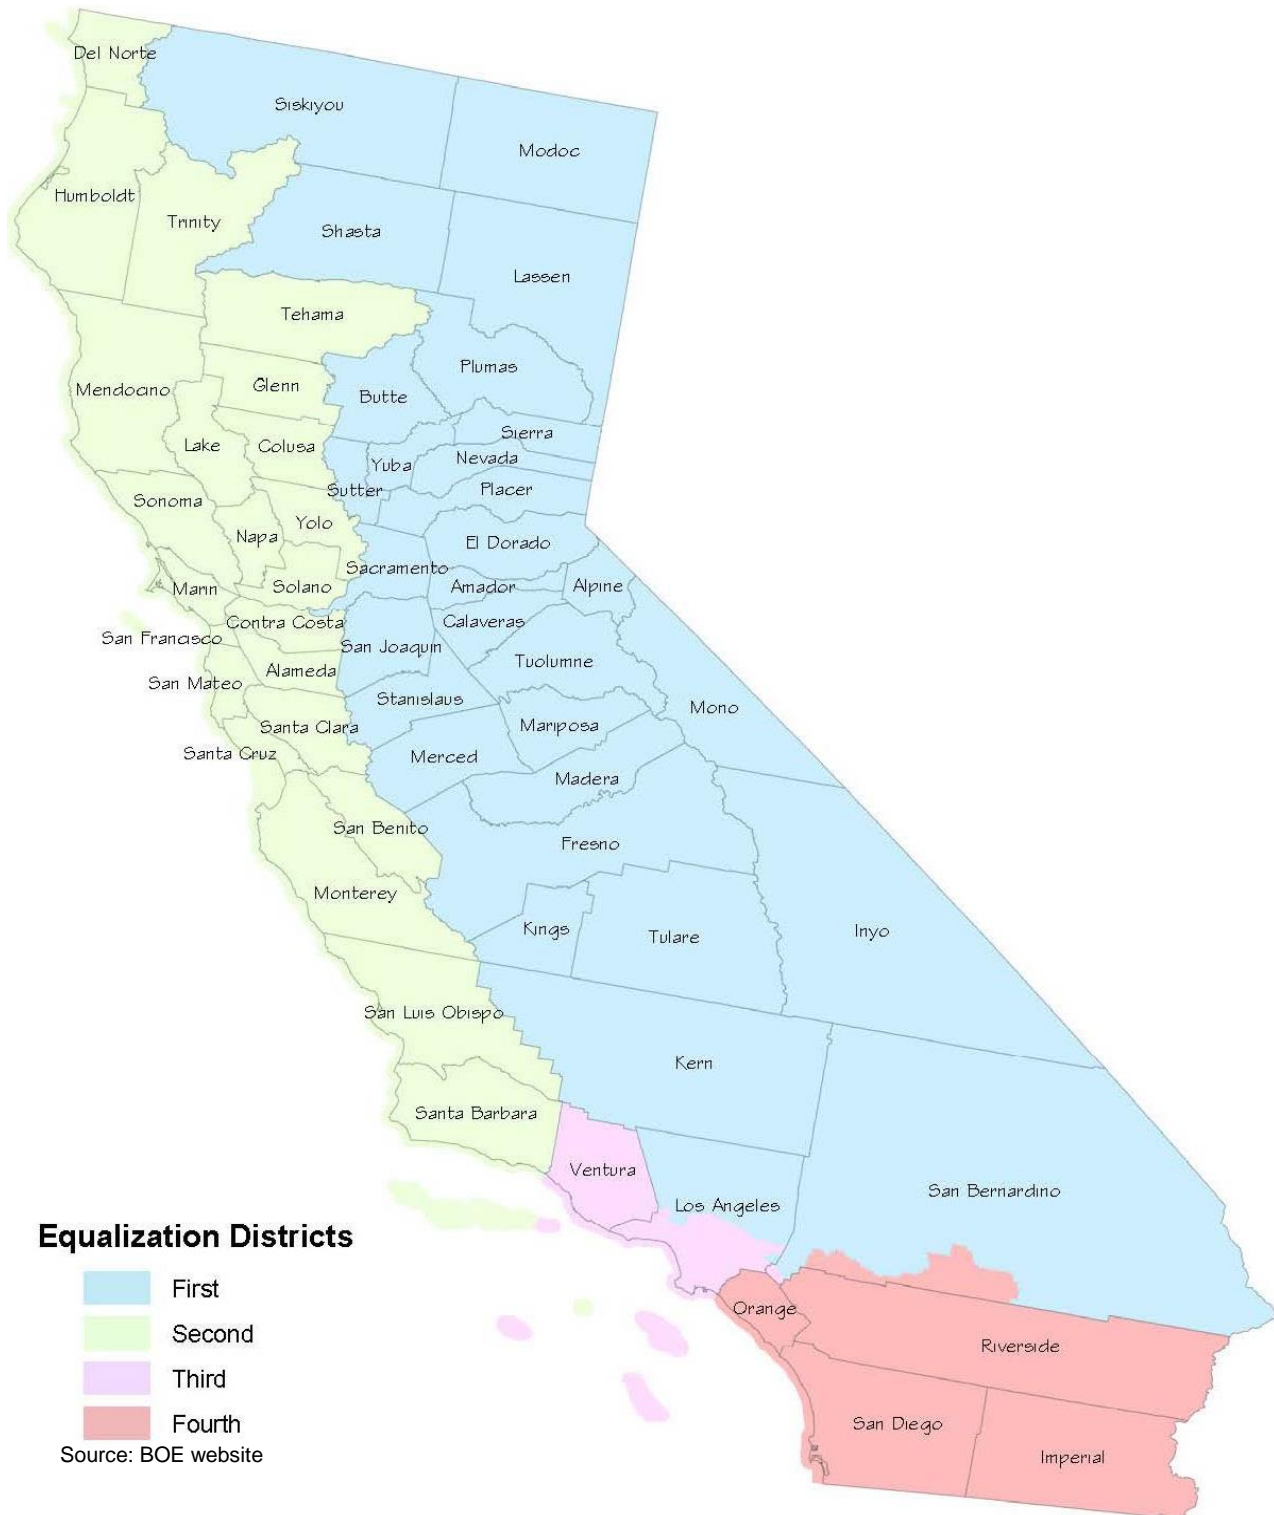 Del Norte
Siskiyou
Modoc
Humboldt
Trinity
Shasta
Lassen
Tehama
Plumas
Mendocino
Glenn
Butte
Lake
Colusa
Sierra
Yuba
Nevada
Sutter
Placer
Sonoma
Napa
Yolo
El Dorado
Sacramento
Marin
Solano
Amador
Alpine
Contra Costa
Calaveras
San Francisco
San Joaquin
Tuolumne
San Mateo
Alameda
Stanislaus
Mono
Santa Clara
Mariposa
Santa Cruz
Merced
Madera
San Benito
Fresno
Monterey
Kings
Tulare
Inyo
San Luis Obispo
Kern
Santa Barbara
Ventura
Los Angeles
San Bernardino
Orange
Riverside
San Diego
Imperial
Equalization Districts
First
Second
Third
Fourth
Source: BOE website